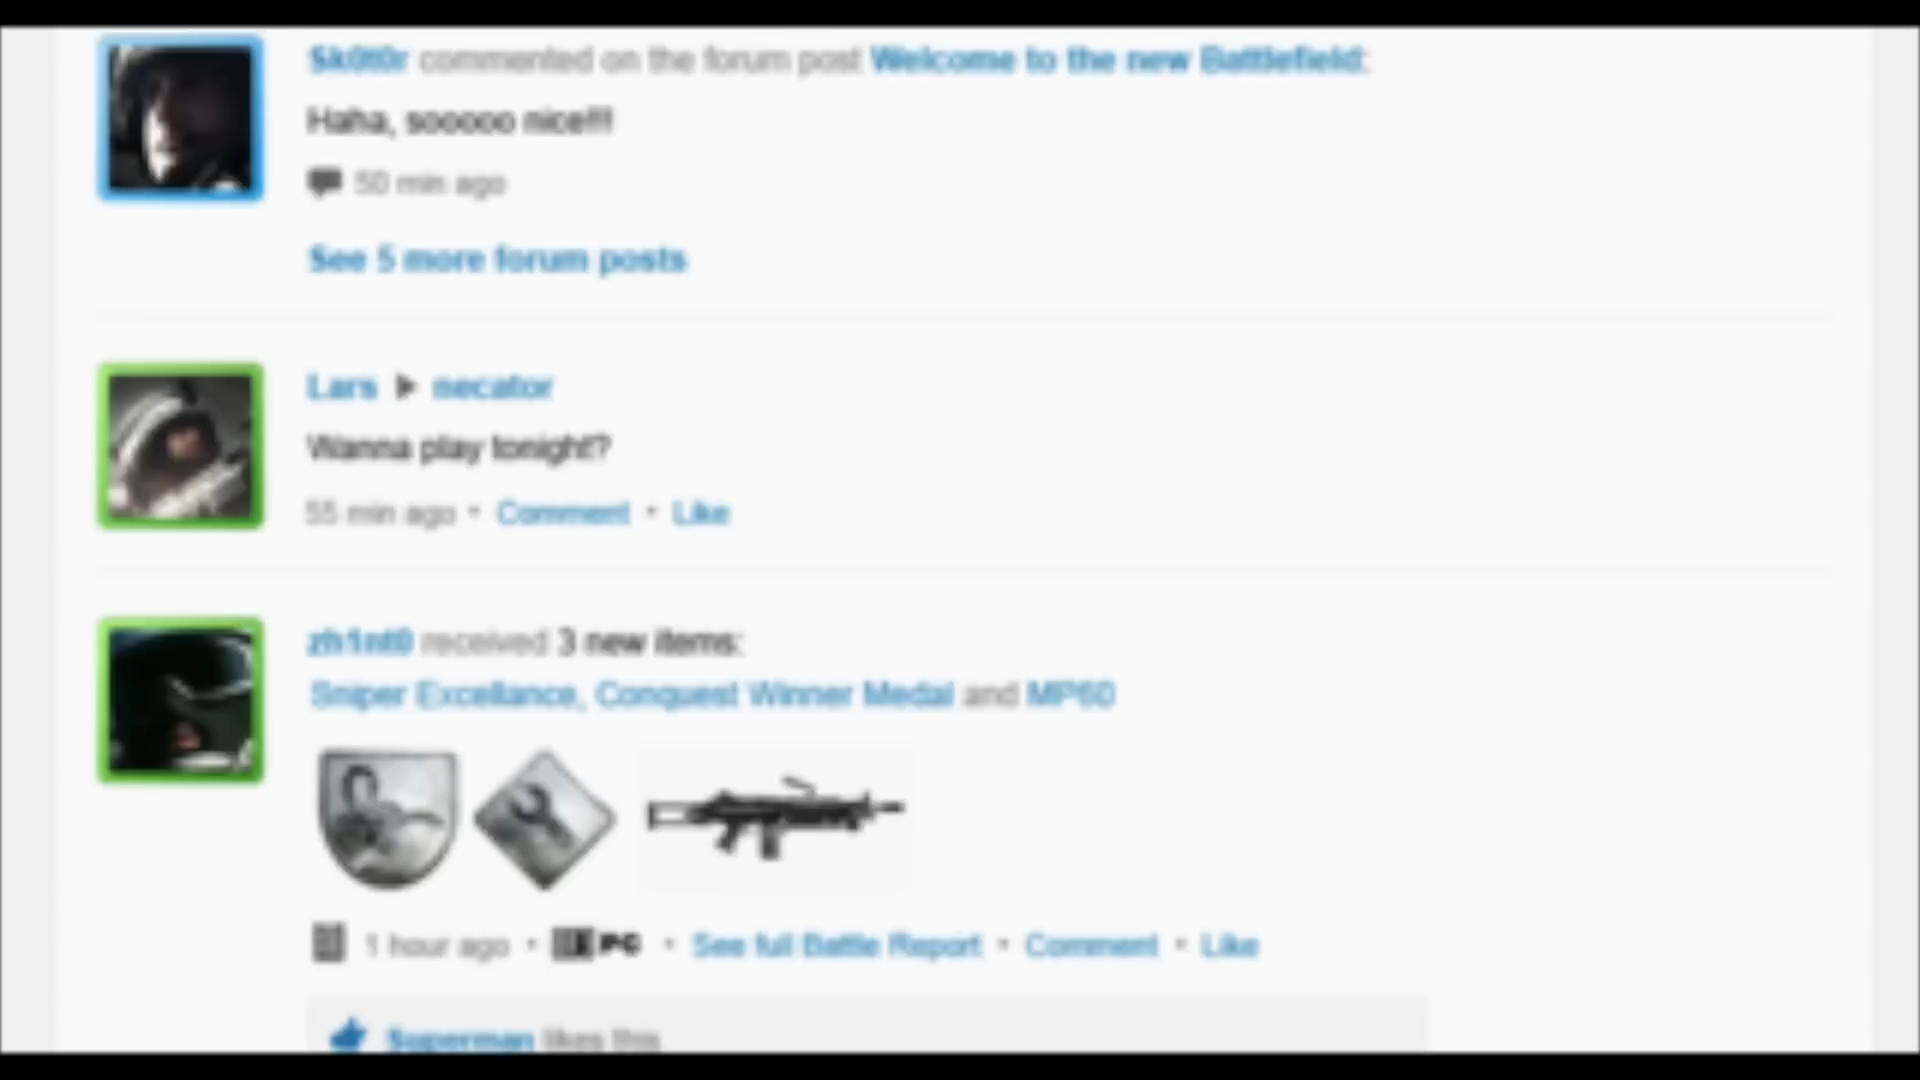 Sk0t0r commented on the forum post Welcome to the new Battlefield:
Haha, sooooo nice!!!
50 min ago
See 5 more forum posts
Lars necator
Wanna play tonight?
55 min ago • Comment • Like
zh1nt0 received 3 new items:
Sniper Excellance, Conquest Winner Medal and MP60
1 hour ago • PC • See full Battle Report • Comment • Like
Superman likes this